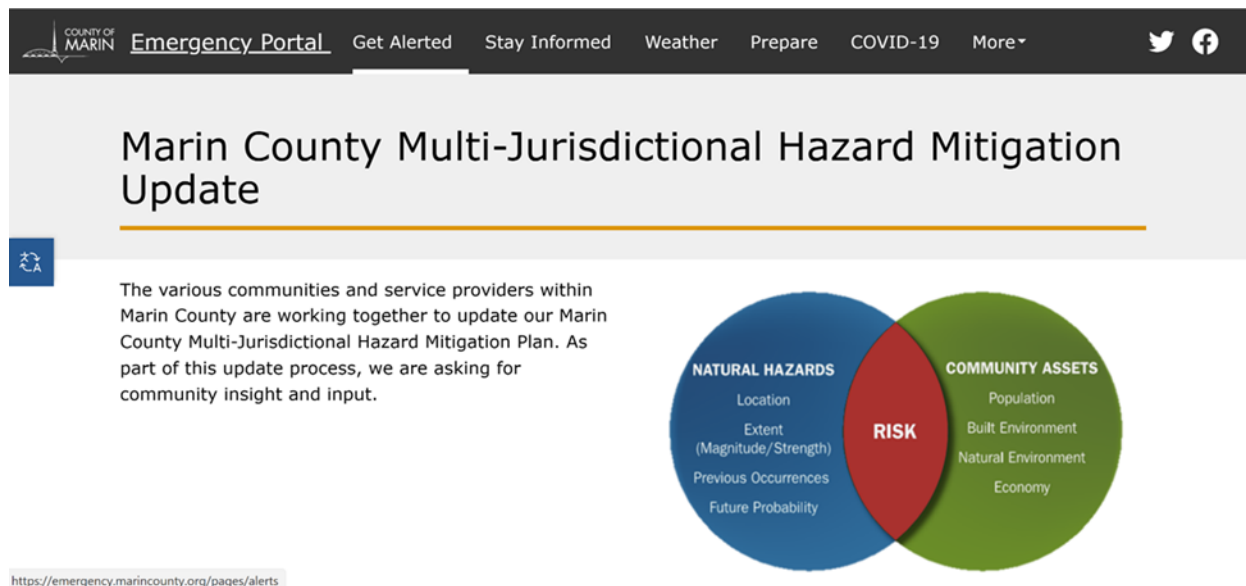 COUNTY OF
MARIN
Emergency Portal Get Alerted Stay Informed Weather Prepare COVID-19 More
Marin County Multi-Jurisdictional Hazard Mitigation
Update
The various communities and service providers within
Marin County are working together to update our Marin
County Multi-Jurisdictional Hazard Mitigation Plan. As
part of this update process, we are asking for
community insight and input.
NATURAL HAZARDS
Location
Extent
(Magnitude/Strength)
Previous Occurrences
Future Probability
RISK
COMMUNITY ASSETS
Population
Built Environment
Natural Environment
Economy
https://emergency.marincounty.org/pages/alerts